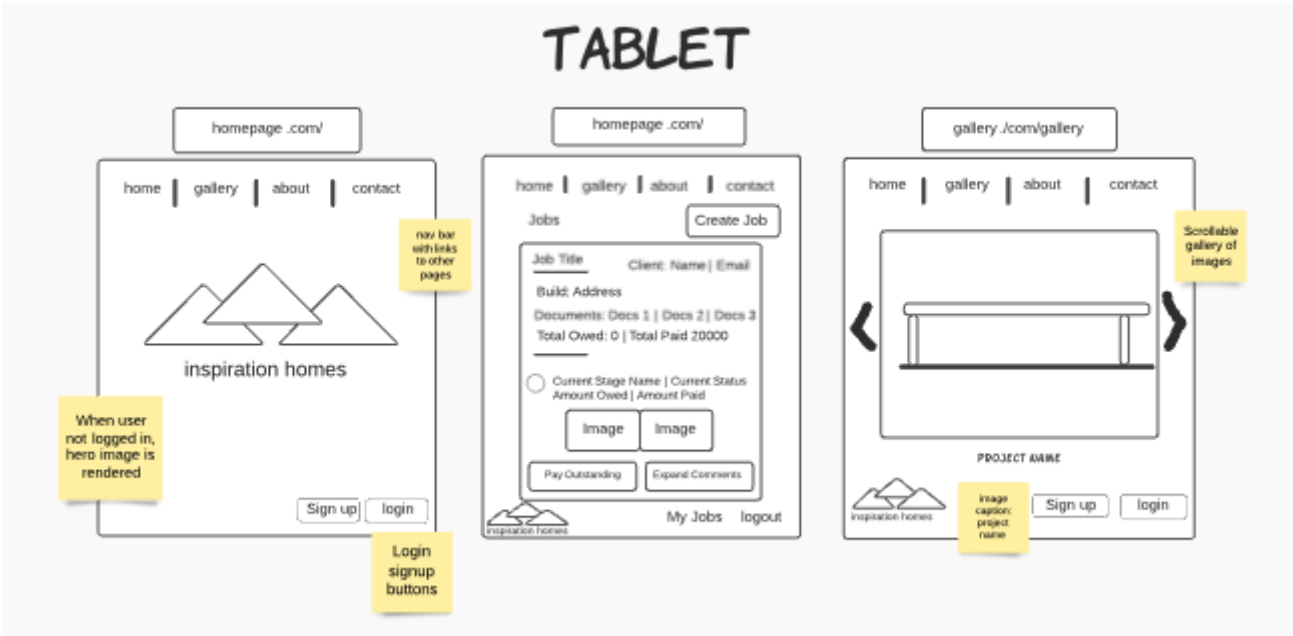 TABLET
homepage .com/
home | gallery | about | contact
nav bar
with links
to other
pages
inspiration homes
When user
not logged in,
hero image is
rendered
Sign up login
Login
signup
buttons
homepage .com/
home | gallery | about | contact
Jobs Create Job
Job Title Client: Name | Email
Build: Address
Documents: Docs 1 | Docs 2 | Docs 3
Total Owed: 0 | Total Paid 20000
Current Stage Name | Current Status
Amount Owed | Amount Paid
Image Image
Pay Outstanding Expand Comments
inspiration homes
My Jobs logout
gallery ./com/gallery
home | gallery | about | contact
Scrollable
gallery of
images
PROJECT NAME
inspiration homes
image
caption:
project
name
Sign up login